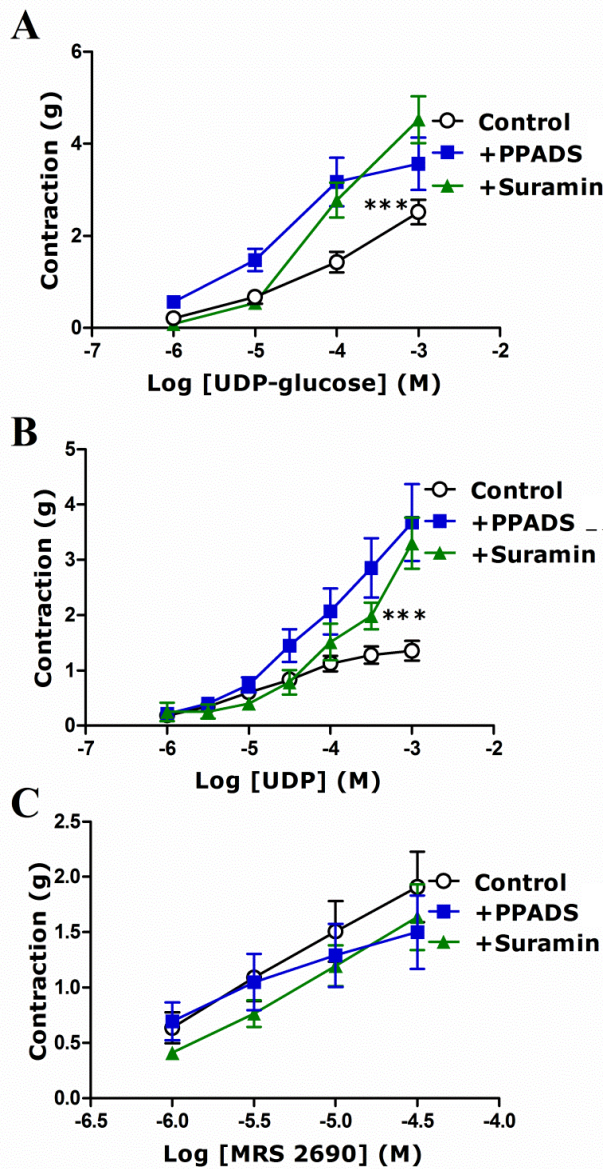 A
Contraction (g)
6
4
2
0
Control
+PPADS
+Suramin
***
-7 -6 -5 -4 -3 -2
Log [UDP-glucose] (M)
B
Contraction (g)
5
4
3
2
1
0
Control
+PPADS
+Suramin
***
-7 -6 -5 -4 -3 -2
Log [UDP] (M)
C
Contraction (g)
2.5
2.0
1.5
1.0
0.5
0.0
Control
+PPADS
+Suramin
-6.5 -6.0 -5.5 -5.0 -4.5 -4.0
Log [MRS 2690] (M)